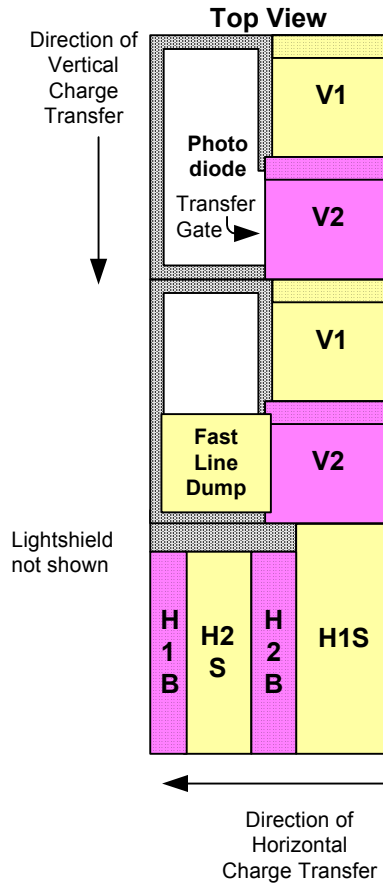 Top View
Direction of
Vertical
Charge
Transfer
V1
Photo
diode
Transfer
Gate
V2
V1
Fast
Line
Dump
V2
Lightshield
not shown
H
1
B
H2
S
H
2
B
H1S
Direction of
Horizontal
Charge Transfer